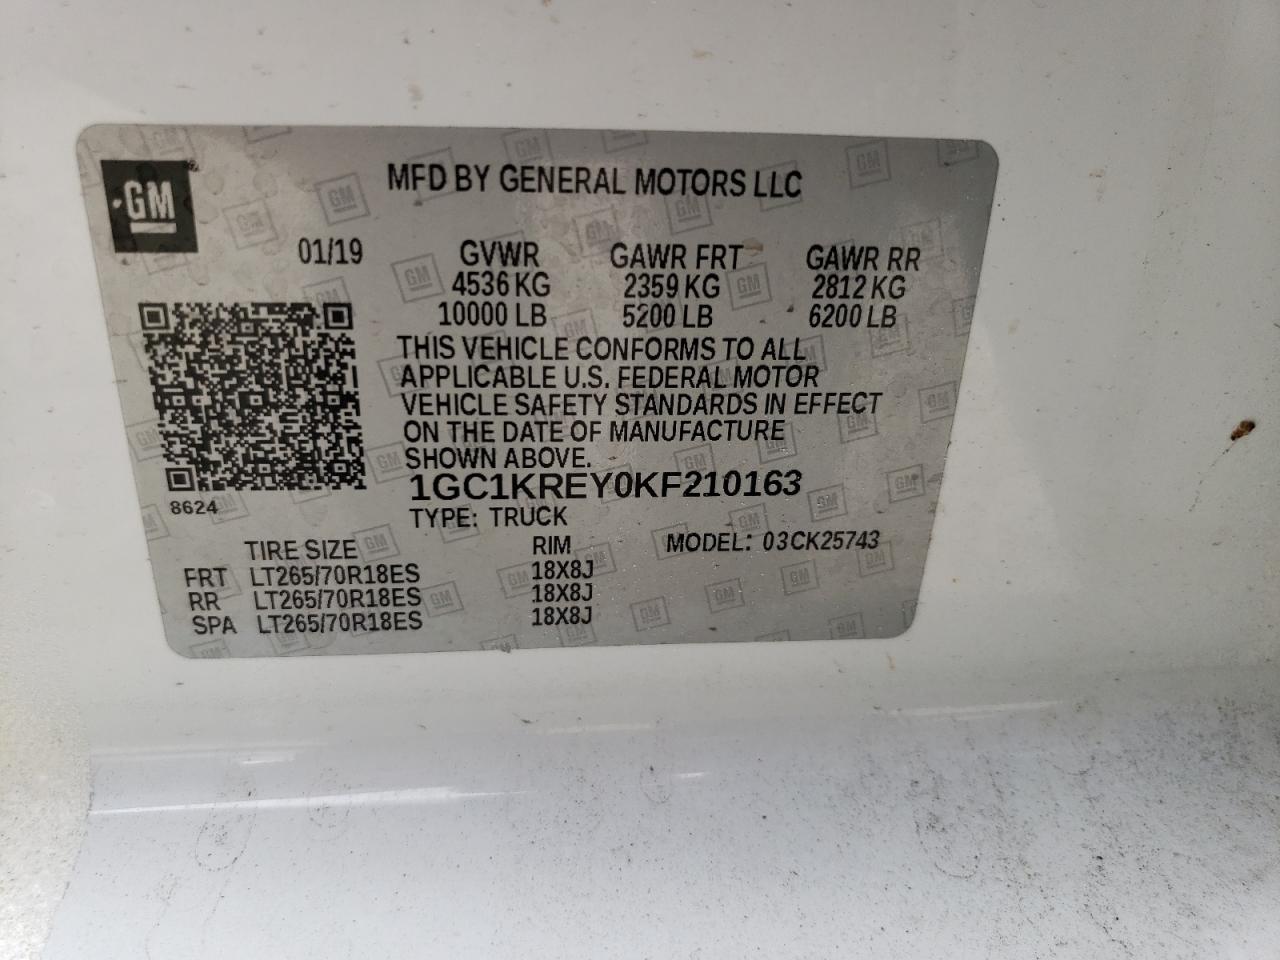 GM
MFD BY GENERAL MOTORS LLC
01/19 GVWR GAWR FRT GAWR RR
4536 KG 2359 KG 2812 KG
10000 LB 5200 LB 6200 LB
THIS VEHICLE CONFORMS TO ALL
APPLICABLE U.S. FEDERAL MOTOR
VEHICLE SAFETY STANDARDS IN EFFECT
ON THE DATE OF MANUFACTURE
SHOWN ABOVE.
1GC1KREY0KF210163
8624
TYPE: TRUCK
TIRE SIZE RIM MODEL: 03CK25743
FRT LT265/70R18ES 18X8J
RR LT265/70R18ES 18X8J
SPA LT265/70R18ES 18X8J